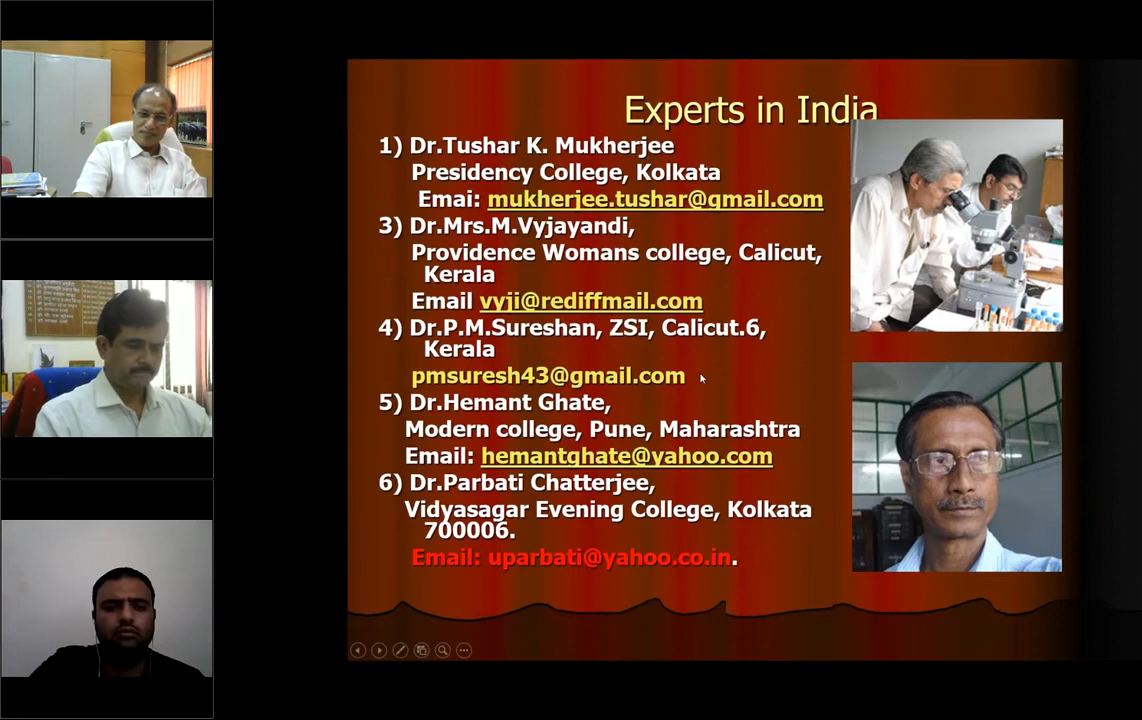 Experts in India
1) Dr.Tushar K. Mukherjee
Presidency College, Kolkata
Emai: mukherjee.tushar@gmail.com
3) Dr.Mrs.M.Vyjayandi,
Providence Womans college, Calicut,
Kerala
Email vyji@rediffmail.com
4) Dr.P.M.Sureshan, ZSI, Calicut.6,
Kerala
pmsuresh43@gmail.com
5) Dr.Hemant Ghate,
Modern college, Pune, Maharashtra
Email: hemantghate@yahoo.com
6) Dr.Parbati Chatterjee,
Vidyasagar Evening College, Kolkata
700006.
Email: uparbati@yahoo.co.in.